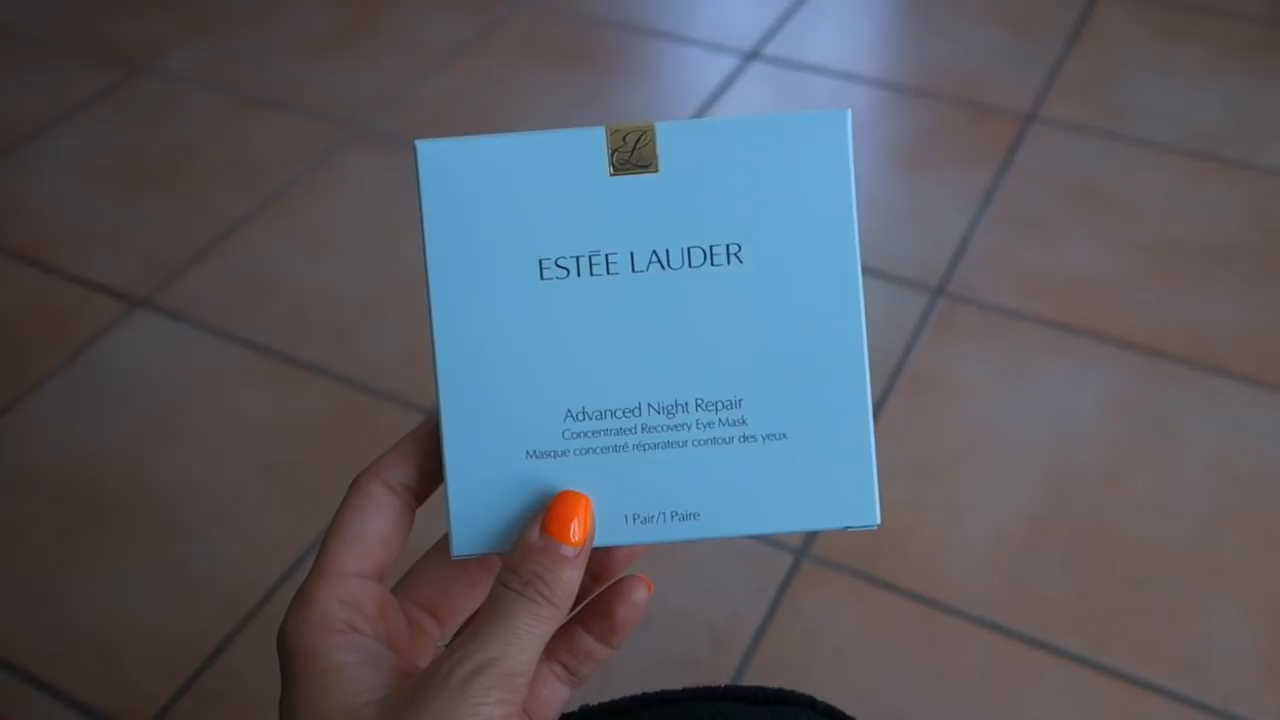 EL
ESTĒE LAUDER
Advanced Night Repair
Concentrated Recovery Eye Mask
Masque concentré réparateur contour des yeux
1 Pair/1 Paire